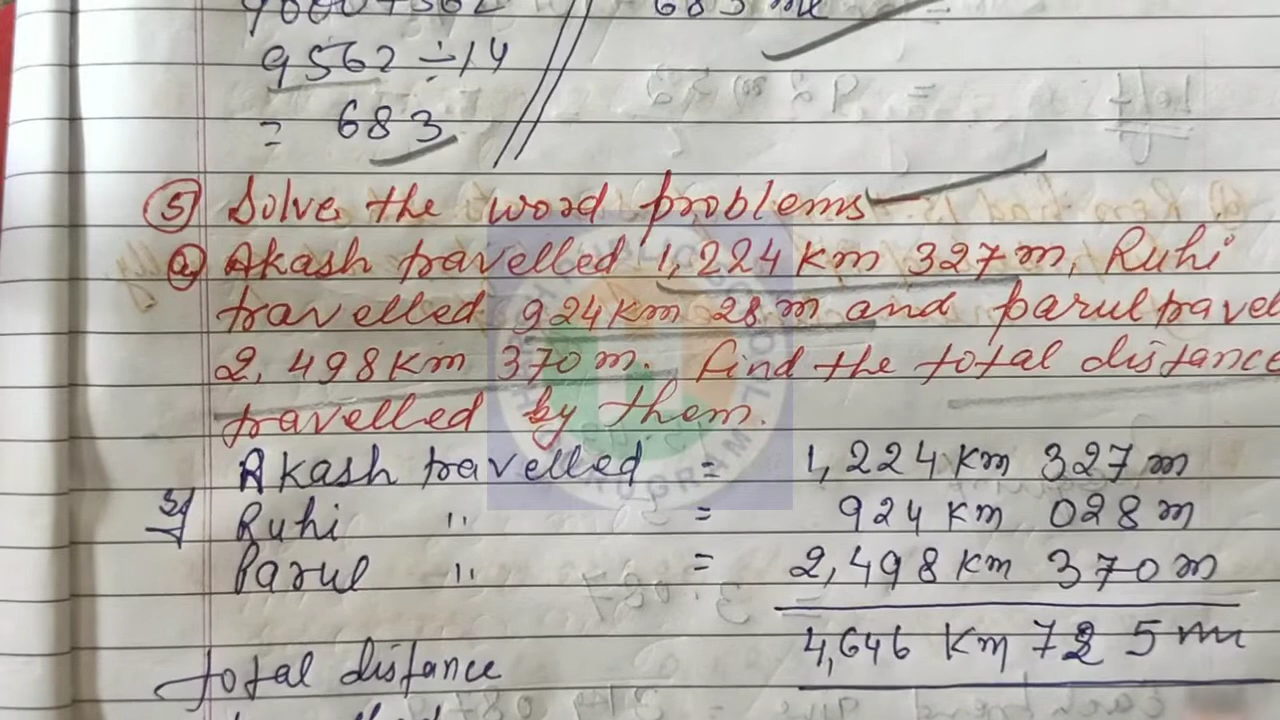 683 ml
9562 ÷ 14
= 683
5 Solve the word problems
a) Akash travelled 1,224 Km 327 m, Ruhi
travelled 924 Km 28 m and parul travel
2,498 Km 370 m. find the total distance
travelled by them.
Akash travelled = 1,224 Km 327 m
Ruhi " = 924 Km 028 m
Parul " = 2,498 Km 370 m
total distance 4,646 Km 725 m